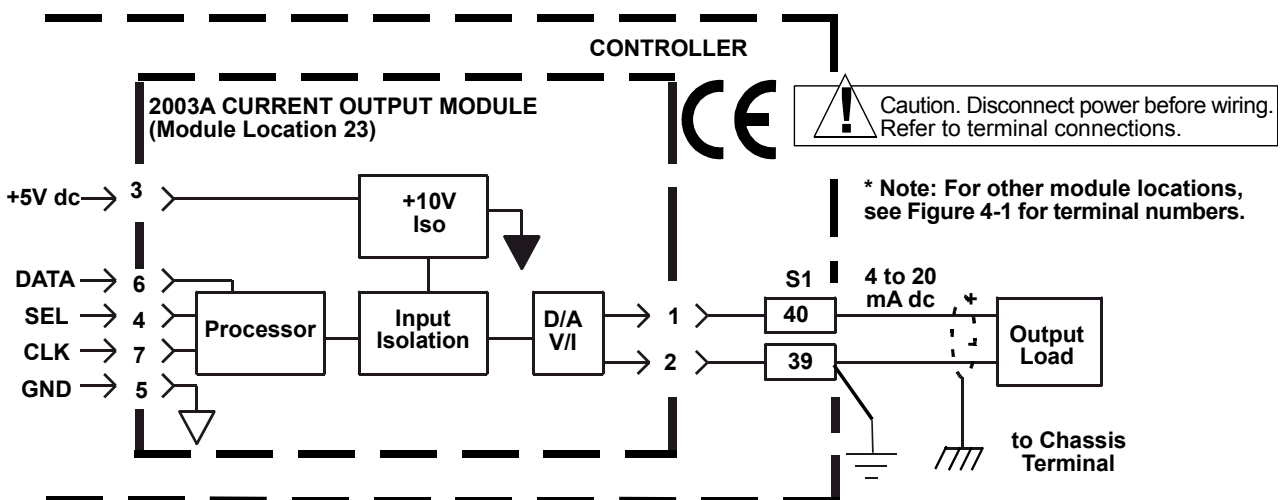 CONTROLLER
2003A CURRENT OUTPUT MODULE
(Module Location 23)
CE
!
Caution. Disconnect power before wiring.
Refer to terminal connections.
* Note: For other module locations,
see Figure 4-1 for terminal numbers.
+5V dc
3
+10V
Iso
DATA
6
SEL
4
CLK
7
GND
5
Processor
Input
Isolation
D/A
V/I
1
2
S1
40
39
4 to 20
mA dc
+
-
Output
Load
to Chassis
Terminal